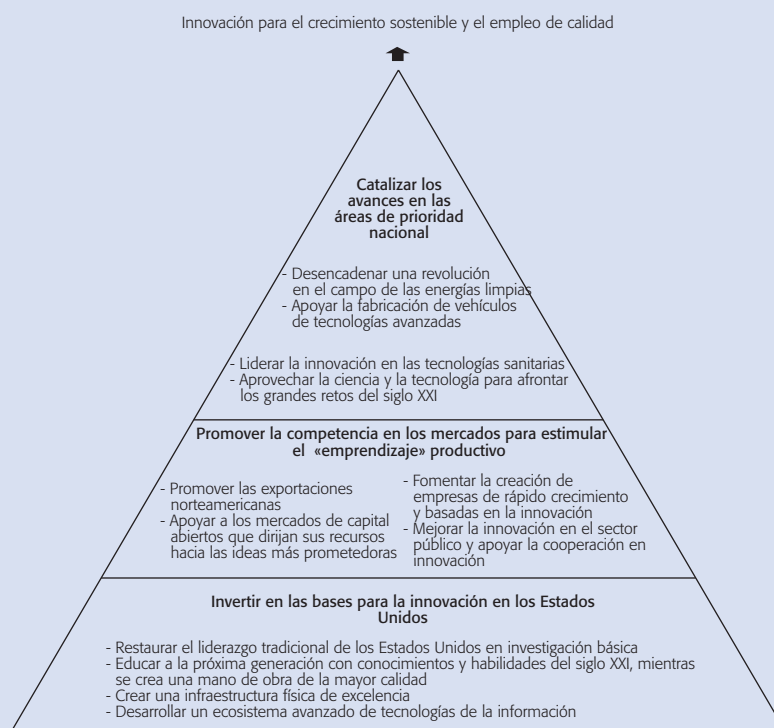 Innovación para el crecimiento sostenible y el empleo de calidad
Catalizar los
avances en las
áreas de prioridad
nacional
- Desencadenar una revolución
en el campo de las energías limpias
- Apoyar la fabricación de vehículos
de tecnologías avanzadas
- Liderar la innovación en las tecnologías sanitarias
- Aprovechar la ciencia y la tecnología para afrontar
los grandes retos del siglo XXI
Promover la competencia en los mercados para estimular
el «emprendizaje» productivo
- Promover las exportaciones
norteamericanas
- Apoyar a los mercados de capital
abiertos que dirijan sus recursos
hacia las ideas más prometedoras
- Fomentar la creación de
empresas de rápido crecimiento
y basadas en la innovación
- Mejorar la innovación en el sector
público y apoyar la cooperación en
innovación
Invertir en las bases para la innovación en los Estados
Unidos
- Restaurar el liderazgo tradicional de los Estados Unidos en investigación básica
- Educar a la próxima generación con conocimientos y habilidades del siglo XXI, mientras
se crea una mano de obra de la mayor calidad
- Crear una infraestructura física de excelencia
- Desarrollar un ecosistema avanzado de tecnologías de la información